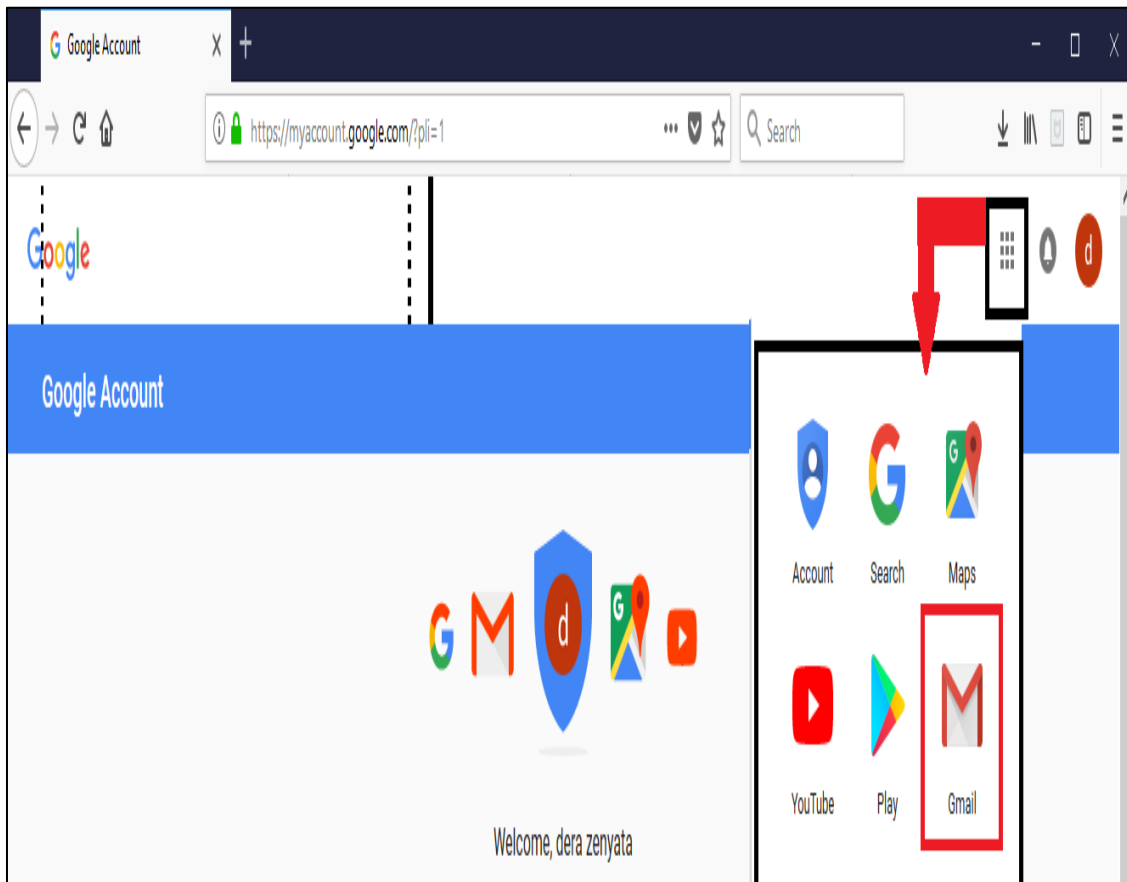 Google Account
https://myaccount.google.com/?pli=1
Search
Google
d
Google Account
Account Search Maps
G d G
YouTube Play Gmail
Welcome, dera zenyata